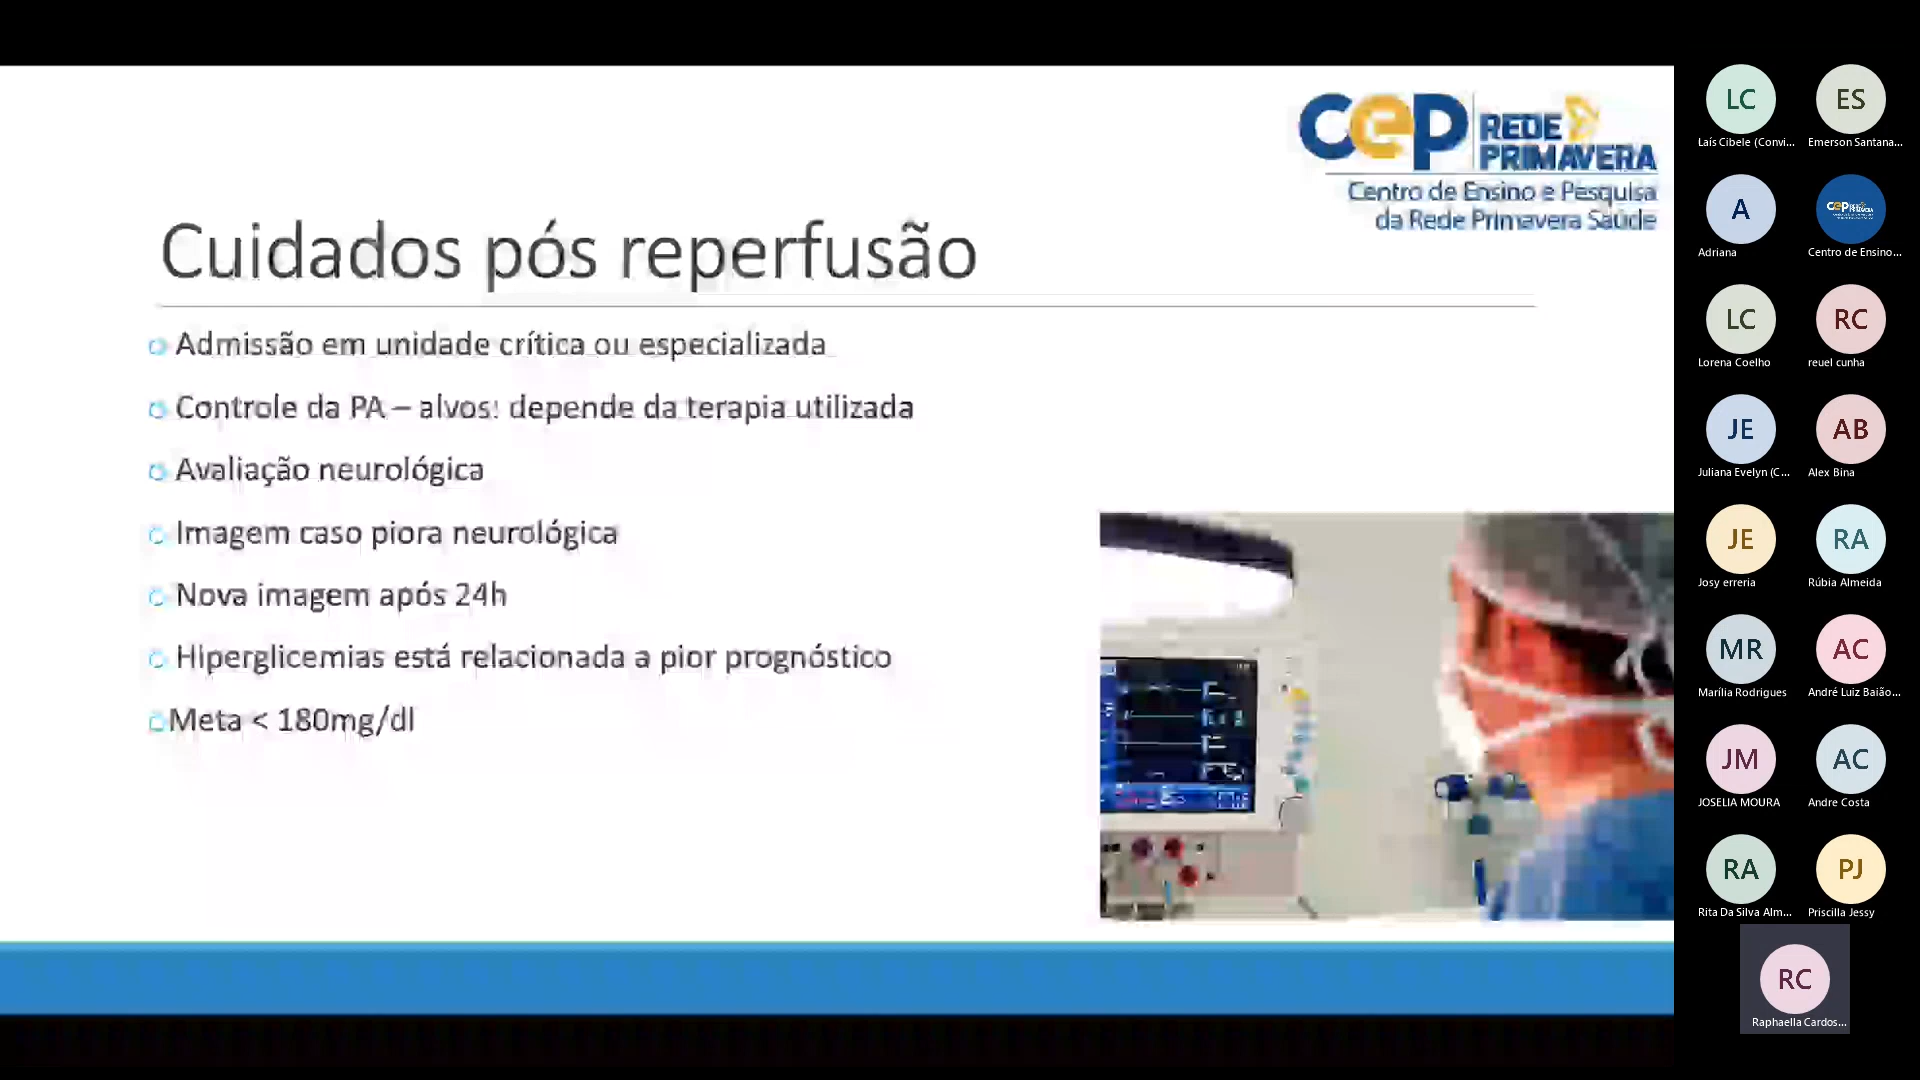 cep REDE
PRIMAVERA
Centro de Ensino e Pesquisa
da Rede Primavera Saúde
Cuidados pós reperfusão
Admissão em unidade crítica ou especializada
Controle da PA – alvos: depende da terapia utilizada
Avaliação neurológica
Imagem caso piora neurológica
Nova imagem após 24h
Hiperglicemias está relacionada a pior prognóstico
Meta < 180mg/dl
LC
Laís Cibele (Convi...
ES
Emerson Santana...
A
Adriana
cep
Centro de Ensino...
LC
Lorena Coelho
RC
reuel cunha
JE
Juliana Evelyn (C...
AB
Alex Bina
JE
Josy erreria
RA
Rúbia Almeida
MR
Marília Rodrigues
AC
André Luiz Baião...
JM
JOSELIA MOURA
AC
Andre Costa
RA
Rita Da Silva Alm...
PJ
Priscilla Jessy
RC
Raphaella Cardos...